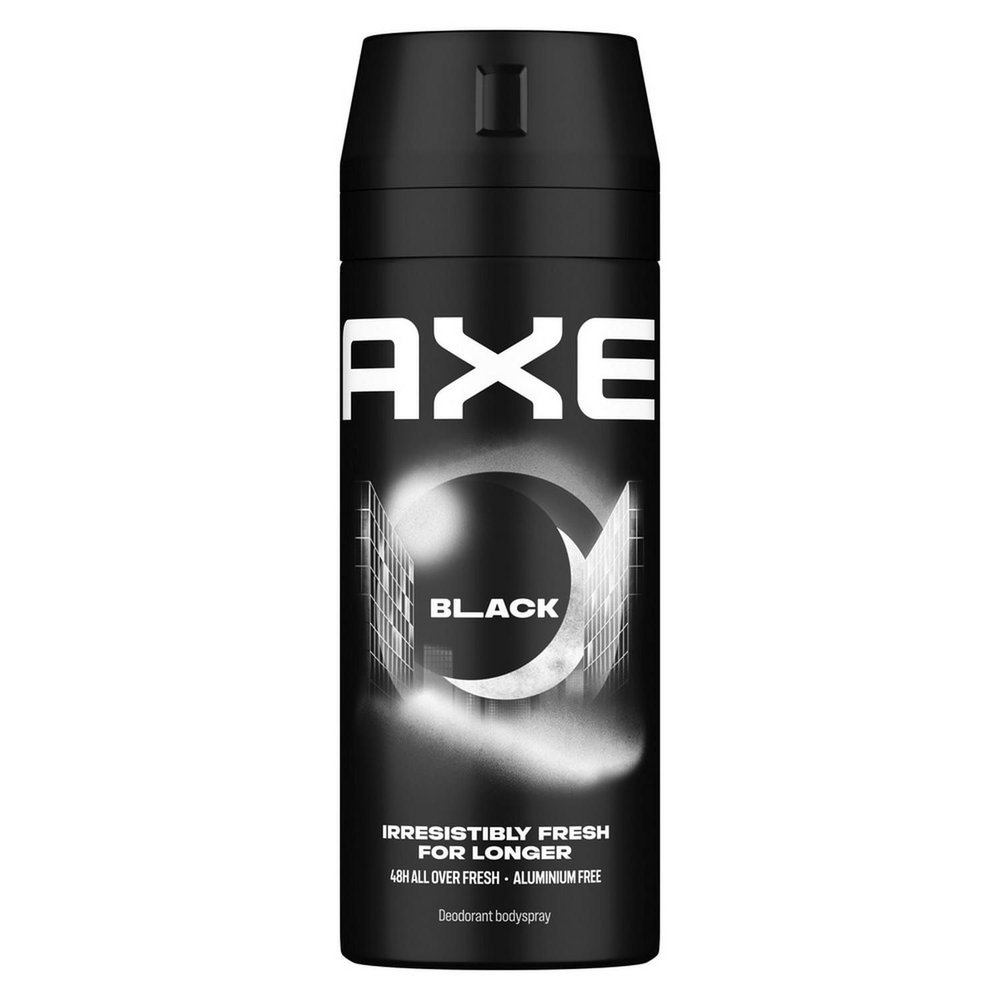 AXE
BLACK
IRRESISTIBLY FRESH
FOR LONGER
48H ALL OVER FRESH • ALUMINIUM FREE
Deodorant bodyspray